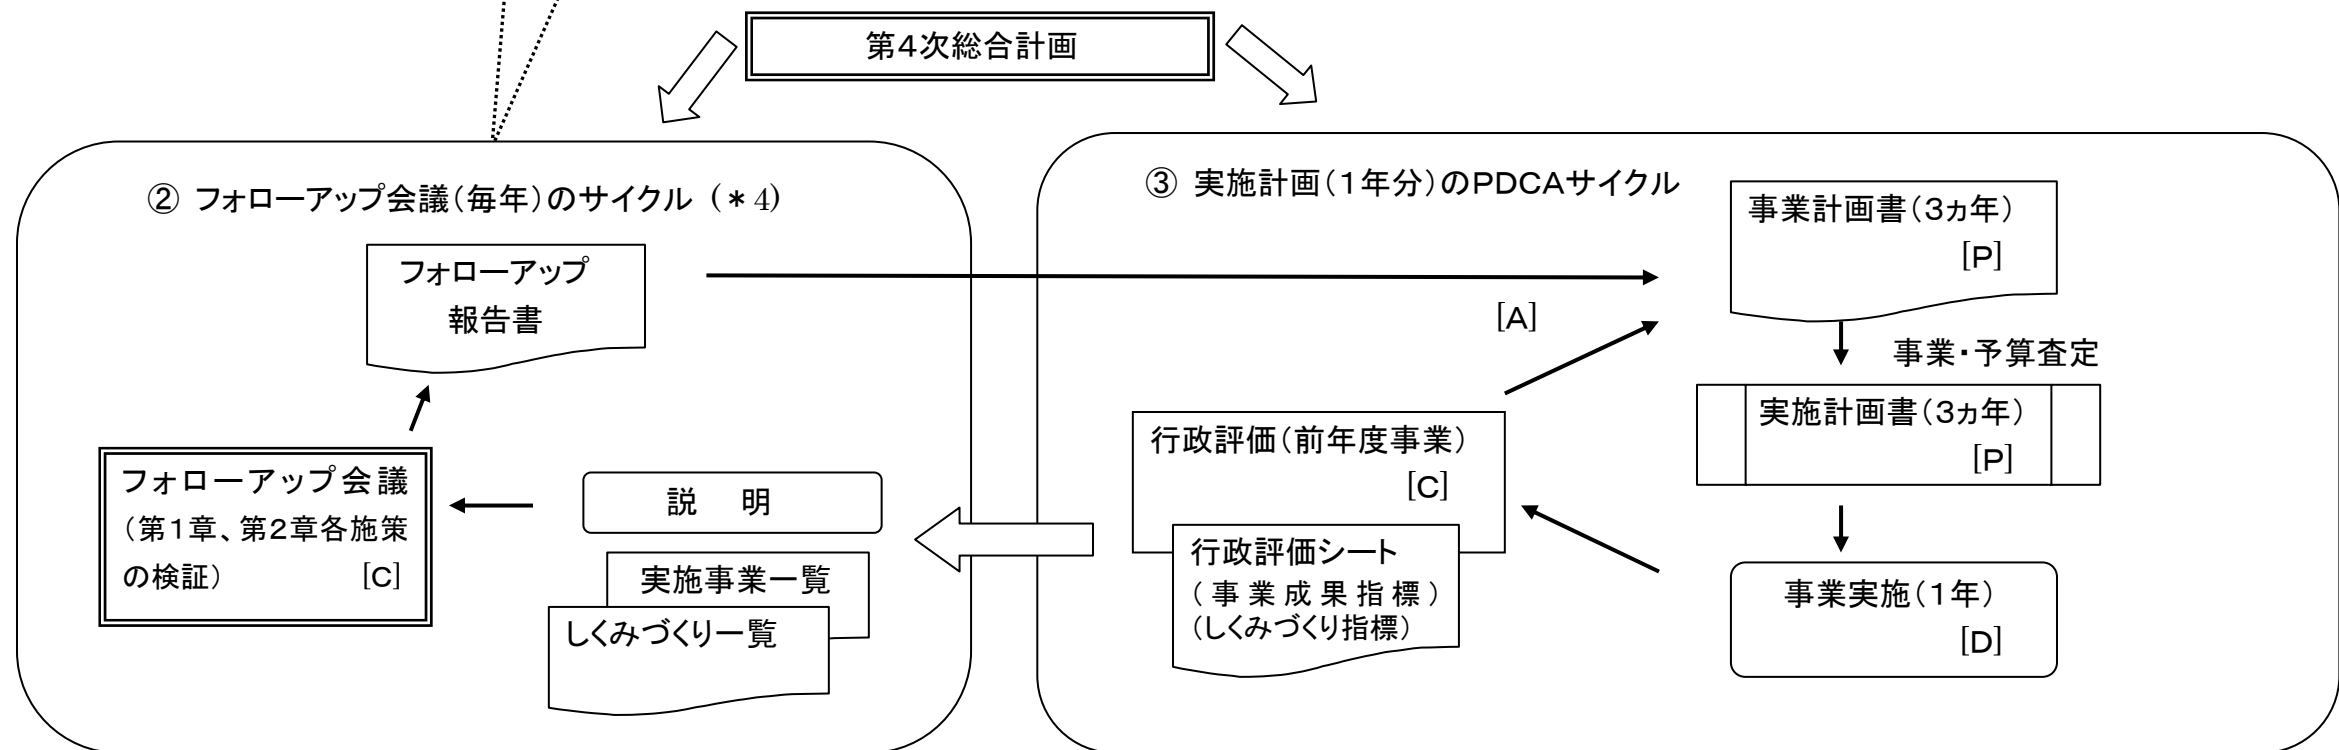 第4次総合計画
② フォローアップ会議(毎年)のサイクル (*4)
フォローアップ
報告書
フォローアップ会議
(第1章、第2章各施策
の検証) [C]
説 明
実施事業一覧
しくみづくり一覧
③ 実施計画(1年分)のPDCAサイクル
事業計画書(3ヵ年)
[P]
[A]
事業・予算査定
実施計画書(3ヵ年)
[P]
行政評価(前年度事業)
[C]
行政評価シート
(事業成果指標)
(しくみづくり指標)
事業実施(1年)
[D]